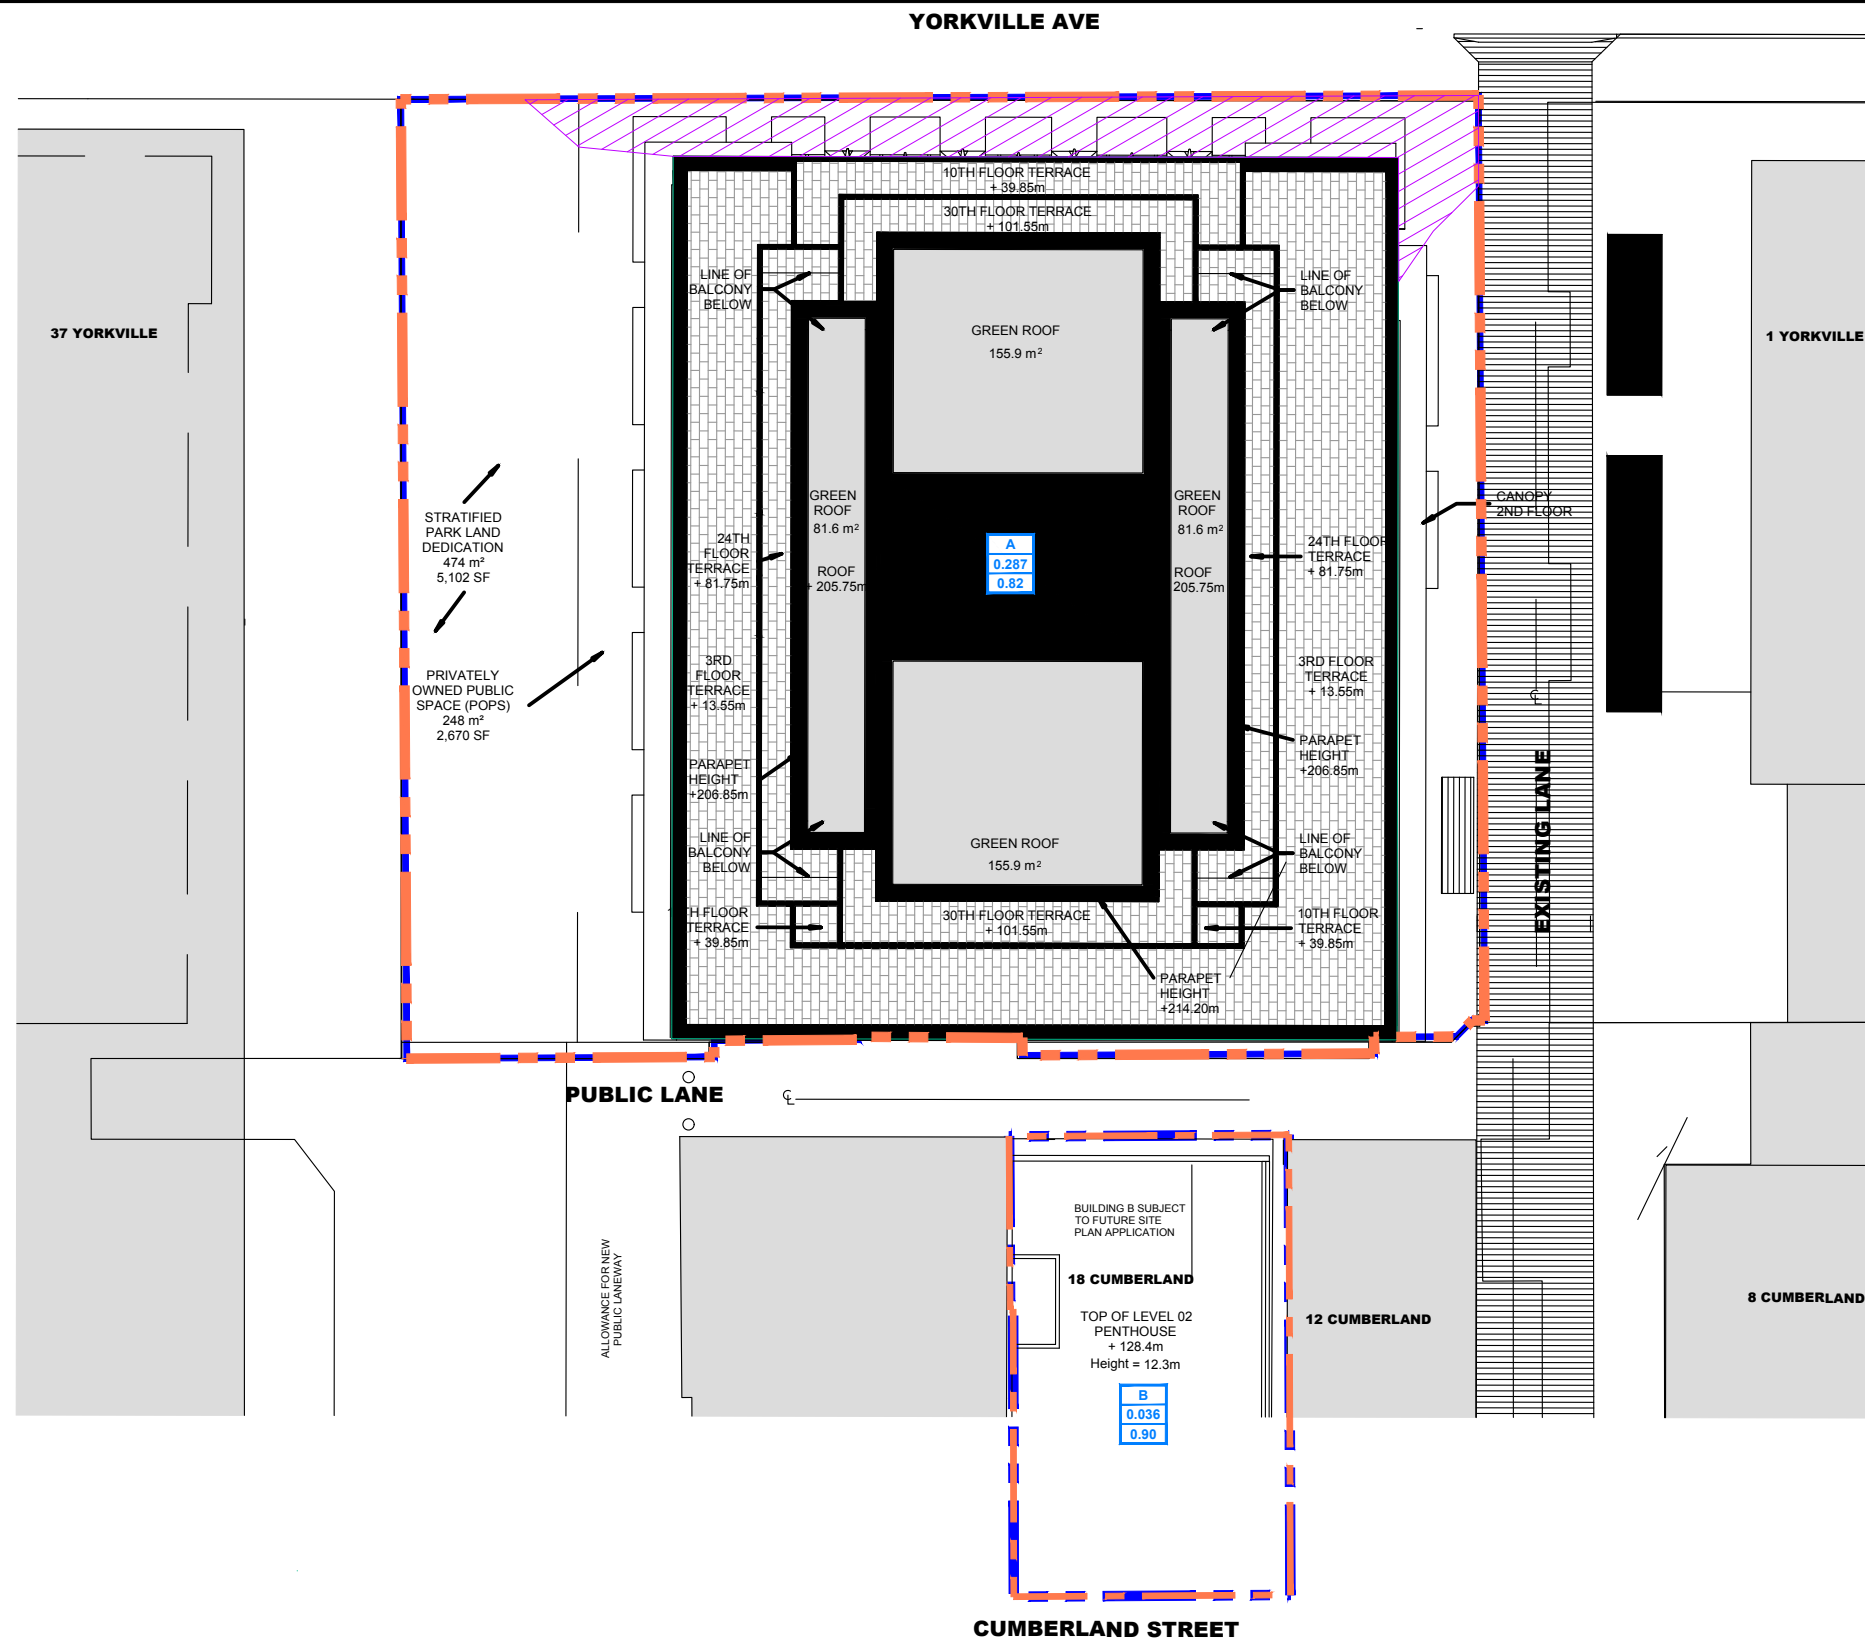 YORKVILLE AVE
10TH FLOOR TERRACE
+ 39.85m
30TH FLOOR TERRACE
+ 101.55m
LINE OF
BALCONY
BELOW
LINE OF
BALCONY
BELOW
37 YORKVILLE
GREEN ROOF
155.9 m²
1 YORKVILLE
STRATIFIED
PARK LAND
DEDICATION
474 m²
5,102 SF
GREEN
ROOF
81.6 m²
ROOF
+ 205.75m
GREEN
ROOF
81.6 m²
ROOF
205.75m
CANOPY
2ND FLOOR
24TH
FLOOR
TERRACE
+ 81.75m
A
0.287
0.82
24TH FLOOR
TERRACE
+ 81.75m
PRIVATELY
OWNED PUBLIC
SPACE (POPS)
248 m²
2,670 SF
3RD
FLOOR
TERRACE
+ 13.55m
3RD FLOOR
TERRACE
+ 13.55m
PARAPET
HEIGHT
+206.85m
PARAPET
HEIGHT
+206.85m
EXISTING LANE
LINE OF
BALCONY
BELOW
GREEN ROOF
155.9 m²
LINE OF
BALCONY
BELOW
TH FLOOR
TERRACE
+ 39.85m
30TH FLOOR TERRACE
+ 101.55m
10TH FLOOR
TERRACE
+ 39.85m
PARAPET
HEIGHT
+214.20m
PUBLIC LANE
ALLOWANCE FOR NEW
PUBLIC LANEWAY
BUILDING B SUBJECT
TO FUTURE SITE
PLAN APPLICATION
18 CUMBERLAND
TOP OF LEVEL 02
PENTHOUSE
+ 128.4m
Height = 12.3m
B
0.036
0.90
12 CUMBERLAND
8 CUMBERLAND
CUMBERLAND STREET